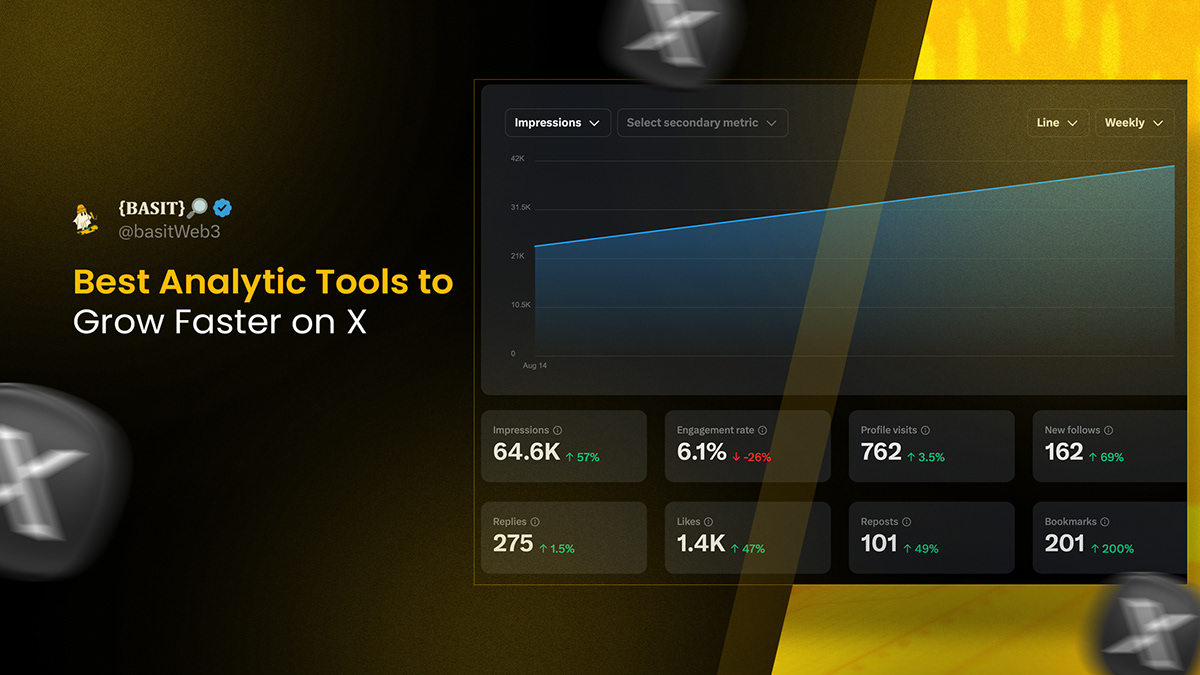 {BASIT}
@basitWeb3
Best Analytic Tools to
Grow Faster on X
Impressions Select secondary metric Line Weekly
42K
31.5K
21K
10.5K
0
Aug 14
Impressions Engagement rate Profile visits New follows
64.6K ↑ 57% 6.1% ↓ -26% 762 ↑ 3.5% 162 ↑ 69%
Replies Likes Reposts Bookmarks
275 ↑ 1.5% 1.4K ↑ 47% 101 ↑ 49% 201 ↑ 200%